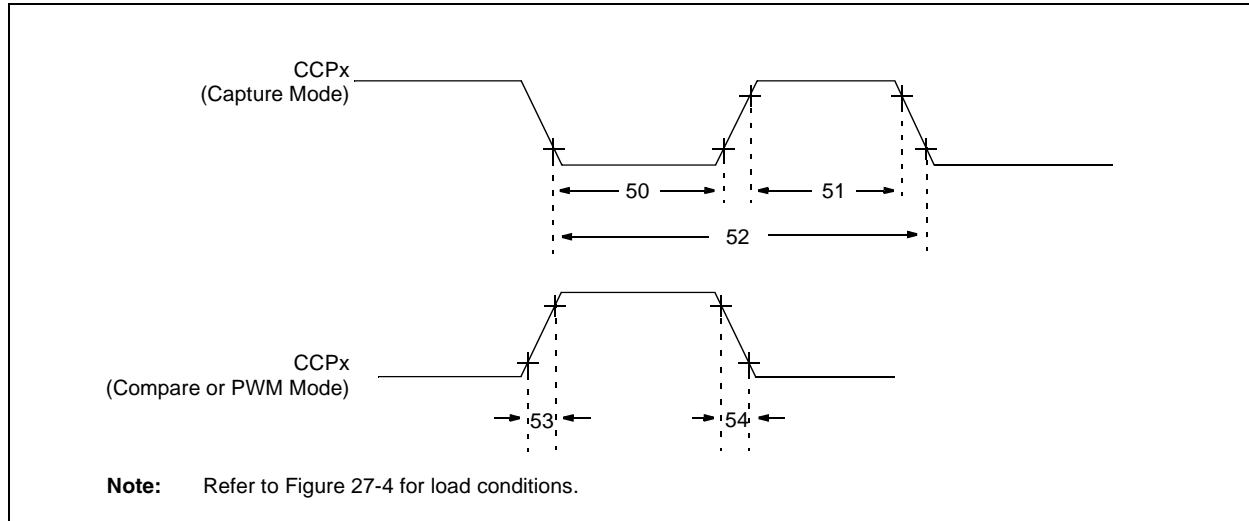 CCPx
(Capture Mode)
50
51
52
CCPx
(Compare or PWM Mode)
53
54
Note: Refer to Figure 27-4 for load conditions.